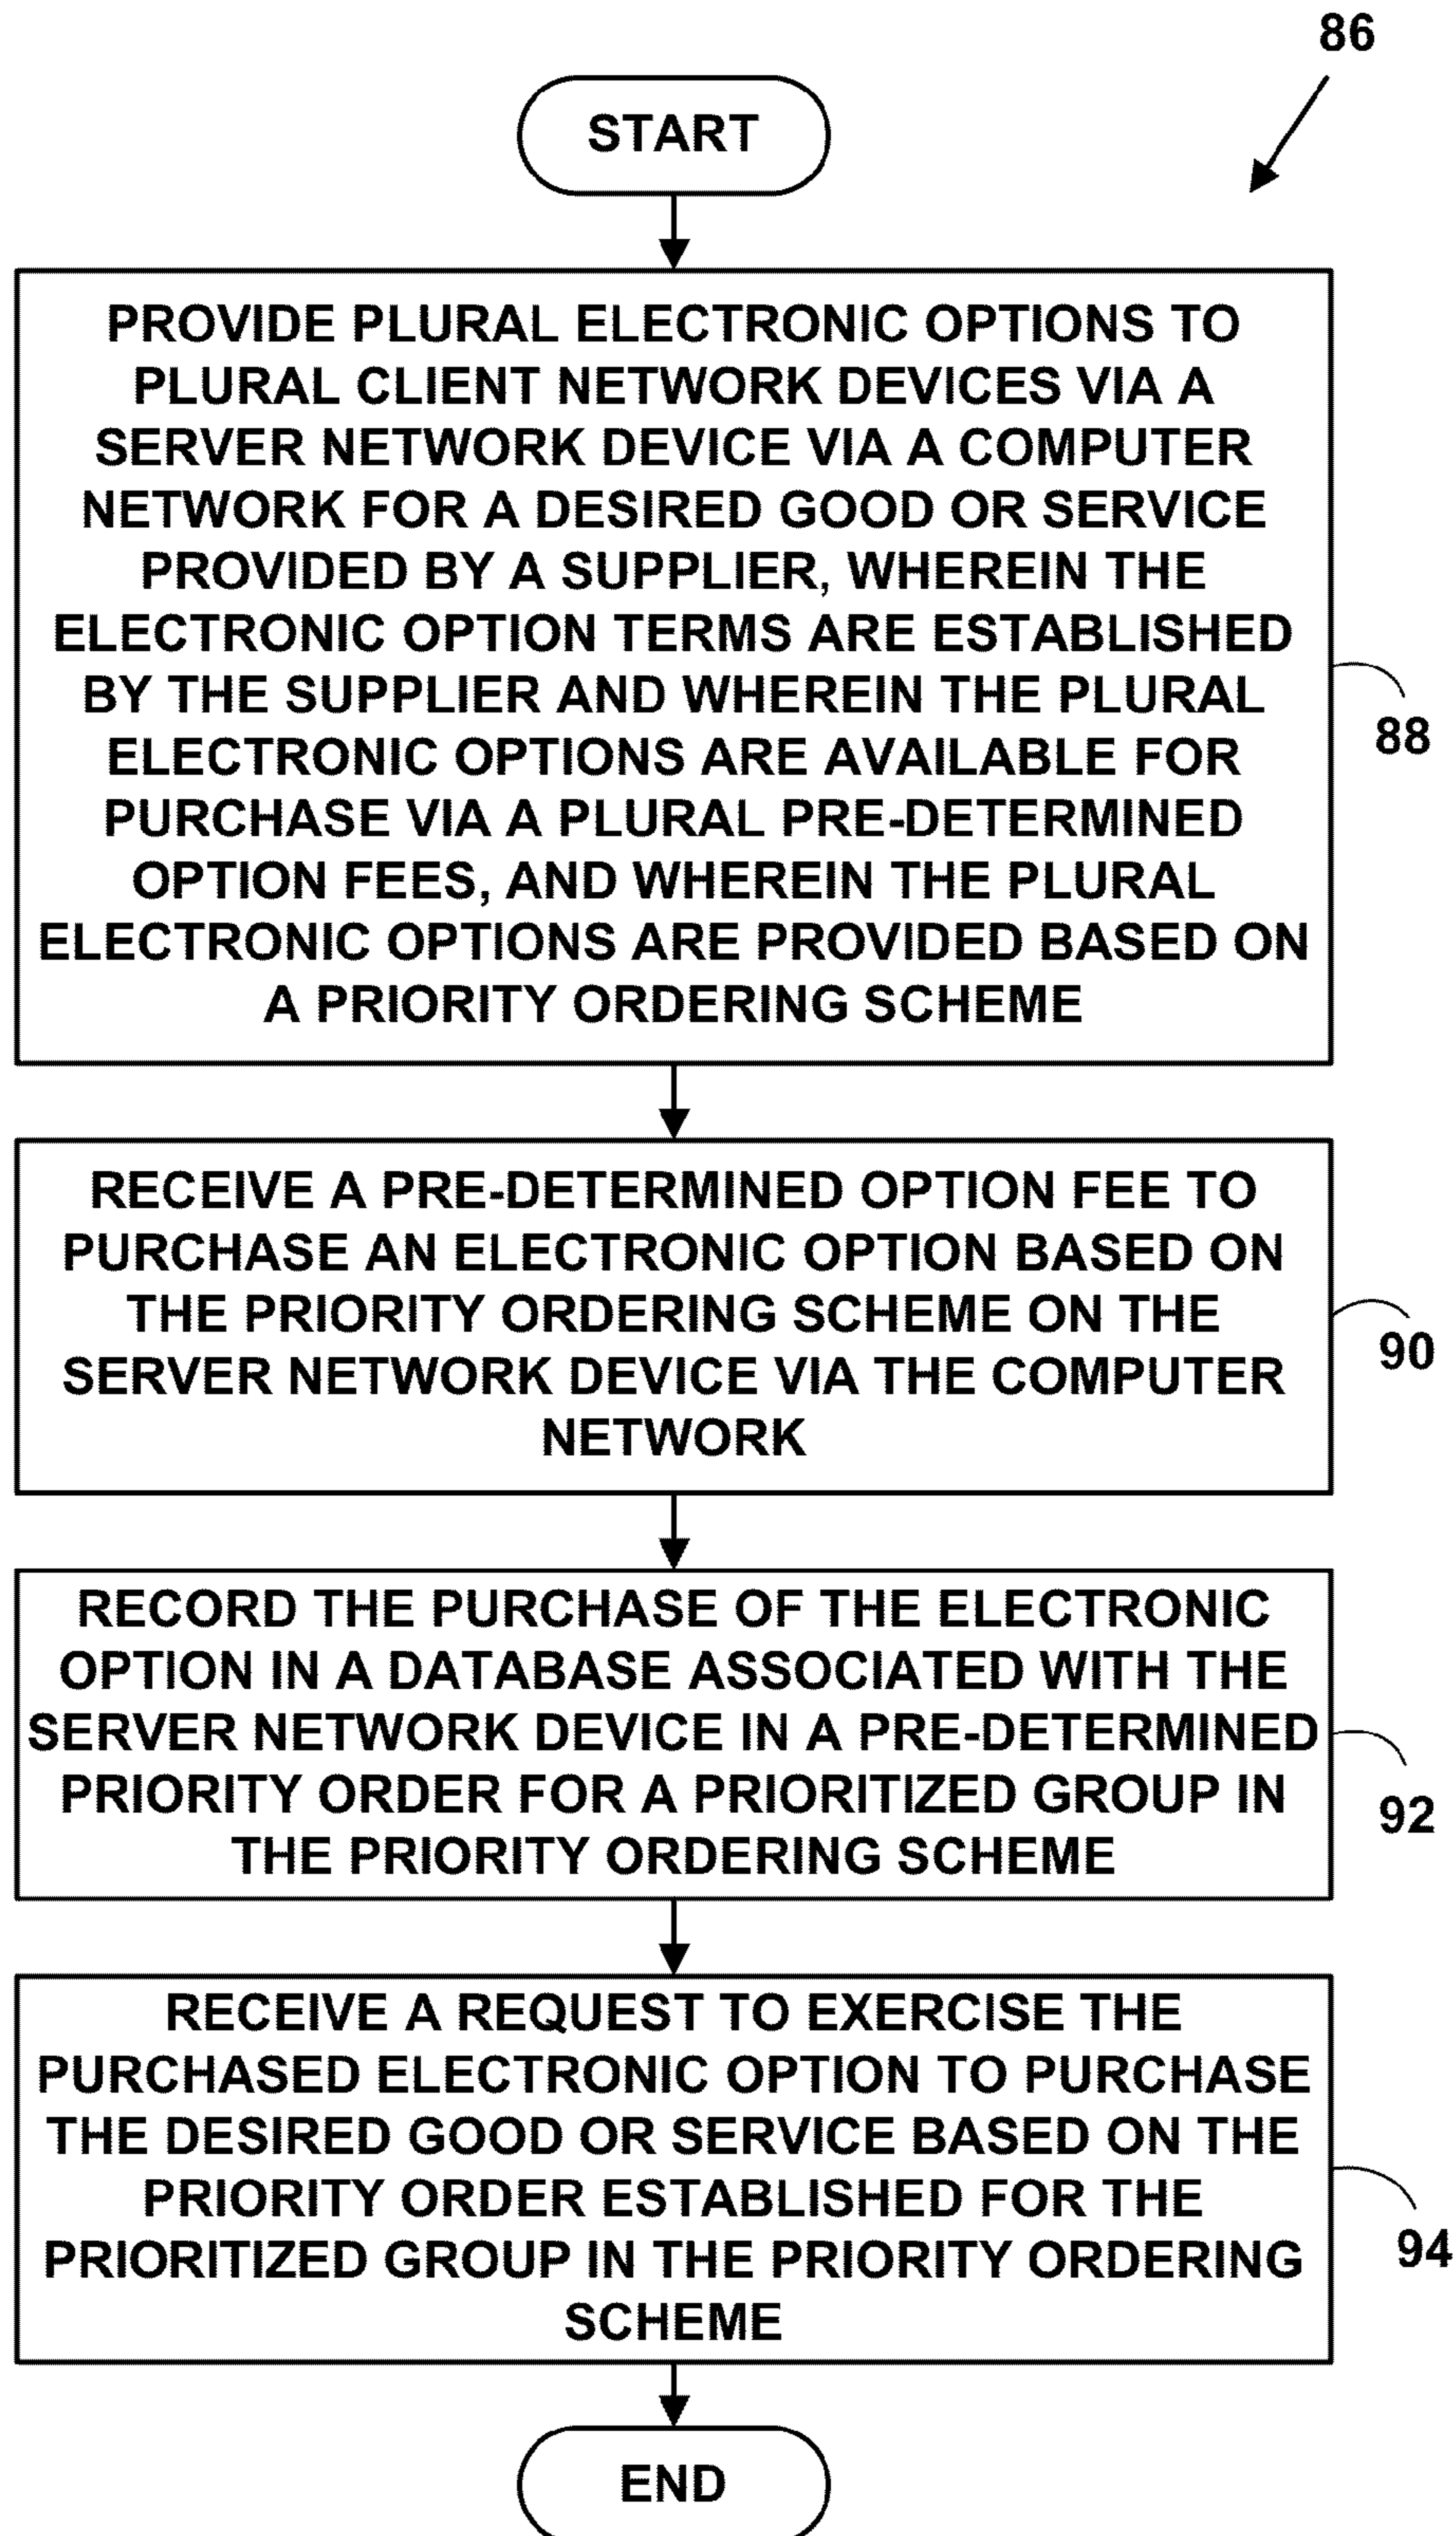 86
START
PROVIDE PLURAL ELECTRONIC OPTIONS TO
PLURAL CLIENT NETWORK DEVICES VIA A
SERVER NETWORK DEVICE VIA A COMPUTER
NETWORK FOR A DESIRED GOOD OR SERVICE
PROVIDED BY A SUPPLIER, WHEREIN THE
ELECTRONIC OPTION TERMS ARE ESTABLISHED
BY THE SUPPLIER AND WHEREIN THE PLURAL
ELECTRONIC OPTIONS ARE AVAILABLE FOR
PURCHASE VIA A PLURAL PRE-DETERMINED
OPTION FEES, AND WHEREIN THE PLURAL
ELECTRONIC OPTIONS ARE PROVIDED BASED ON
A PRIORITY ORDERING SCHEME
88
RECEIVE A PRE-DETERMINED OPTION FEE TO
PURCHASE AN ELECTRONIC OPTION BASED ON
THE PRIORITY ORDERING SCHEME ON THE
SERVER NETWORK DEVICE VIA THE COMPUTER
NETWORK
90
RECORD THE PURCHASE OF THE ELECTRONIC
OPTION IN A DATABASE ASSOCIATED WITH THE
SERVER NETWORK DEVICE IN A PRE-DETERMINED
PRIORITY ORDER FOR A PRIORITIZED GROUP IN
THE PRIORITY ORDERING SCHEME
92
RECEIVE A REQUEST TO EXERCISE THE
PURCHASED ELECTRONIC OPTION TO PURCHASE
THE DESIRED GOOD OR SERVICE BASED ON THE
PRIORITY ORDER ESTABLISHED FOR THE
PRIORITIZED GROUP IN THE PRIORITY ORDERING
SCHEME
94
END